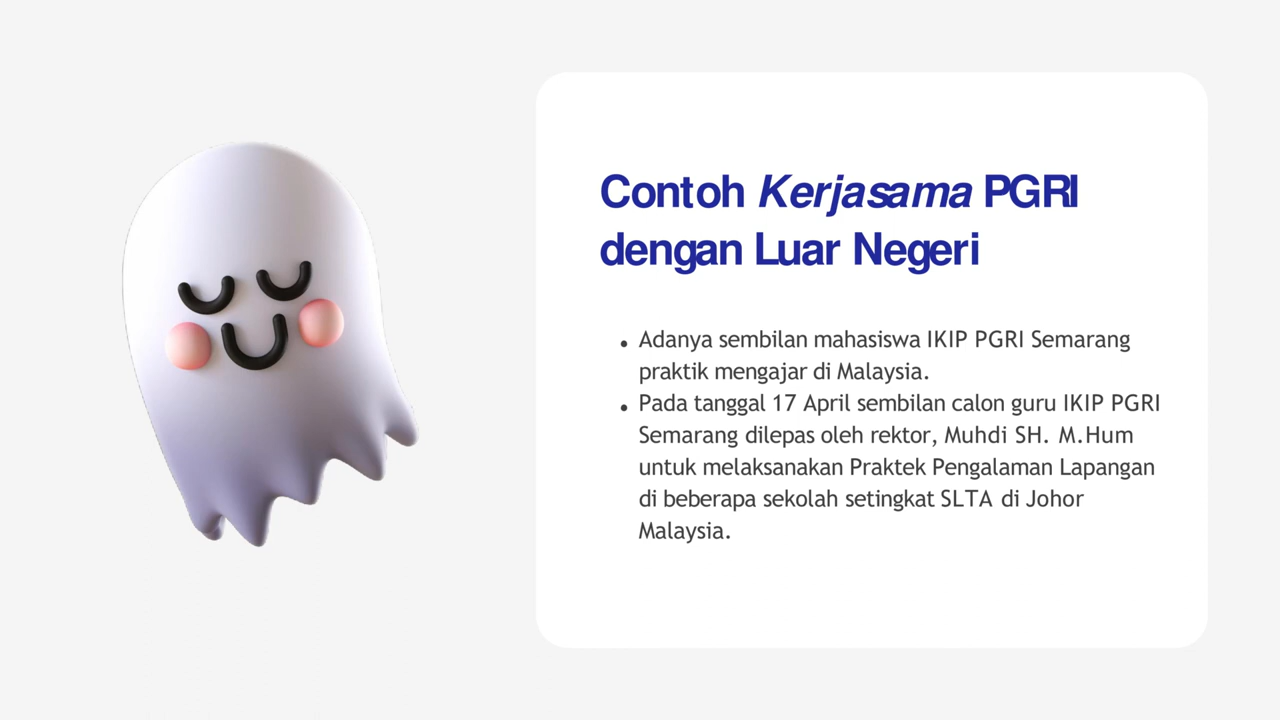 Contoh Kerjasama PGRI
dengan Luar Negeri
• Adanya sembilan mahasiswa IKIP PGRI Semarang
praktik mengajar di Malaysia.
• Pada tanggal 17 April sembilan calon guru IKIP PGRI
Semarang dilepas oleh rektor, Muhdi SH. M.Hum
untuk melaksanakan Praktek Pengalaman Lapangan
di beberapa sekolah setingkat SLTA di Johor
Malaysia.